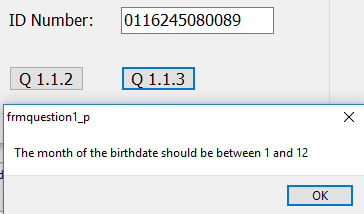 ID Number: 0116245080089
Q 1.1.2 Q 1.1.3
frmquestion1_p
The month of the birthdate should be between 1 and 12
OK